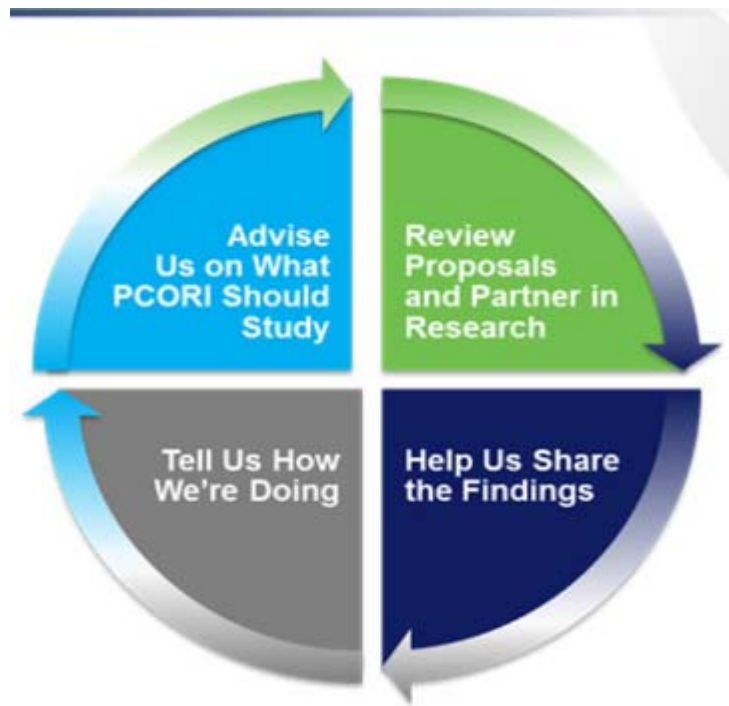 Advise
Us on What
PCORI Should
Study
Review
Proposals
and Partner in
Research
Tell Us How
We're Doing
Help Us Share
the Findings